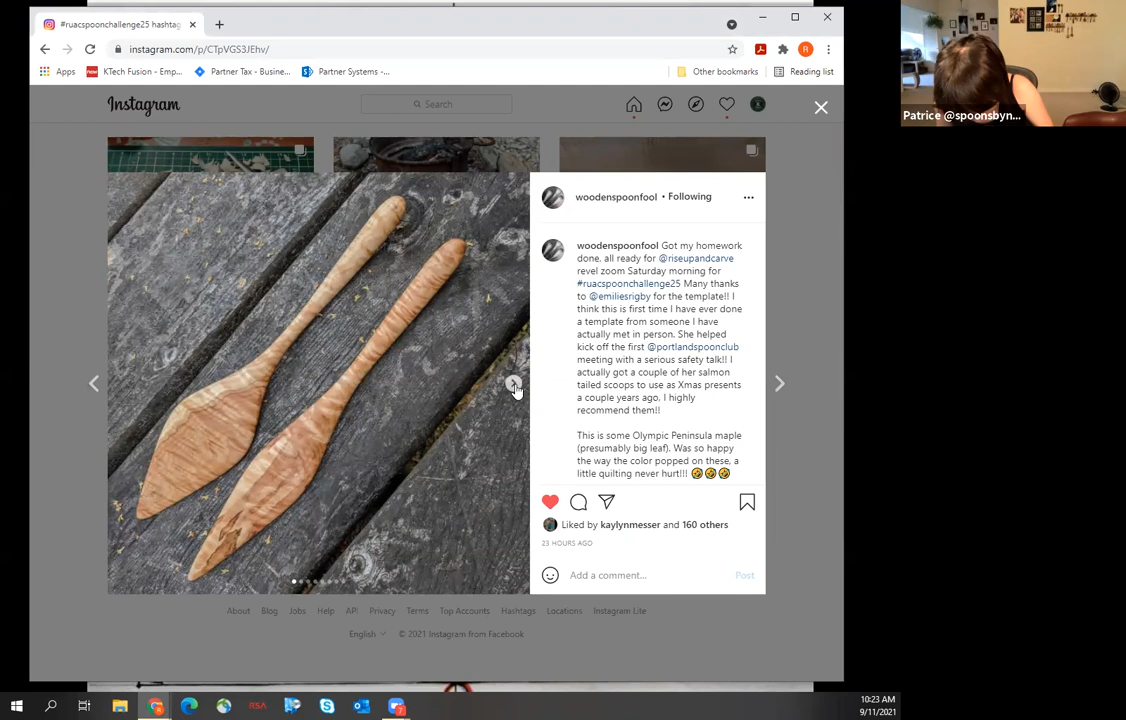 #ruacspoonchallenge25 hashtag
instagram.com/p/CTpVGS3JEhv/
Apps
KTech Fusion - Emp...
Partner Tax - Busine...
Partner Systems -...
Other bookmarks
Reading list
Instagram
Search
woodenspoonfool • Following
woodenspoonfool Got my homework
done, all ready for @riseupandcarve
revel zoom Saturday morning for
#ruacspoonchallenge25 Many thanks
to @emiliesrigby for the template!! I
think this is first time I have ever done
a template from someone I have
actually met in person. She helped
kick off the first @portlandspoonclub
meeting with a serious safety talk!! I
actually got a couple of her salmon
tailed scoops to use as Xmas presents
a couple years ago, I highly
recommend them!!
This is some Olympic Peninsula maple
(presumably big leaf). Was so happy
the way the color popped on these, a
little quilting never hurt!!! 🤣🤣🤣
Liked by kaylynmesser and 160 others
23 HOURS AGO
Add a comment...
Post
About Blog Jobs Help API Privacy Terms Top Accounts Hashtags Locations Instagram Lite
English © 2021 Instagram from Facebook
Patrice @spoonsbyn...
RSA
10:23 AM
9/11/2021